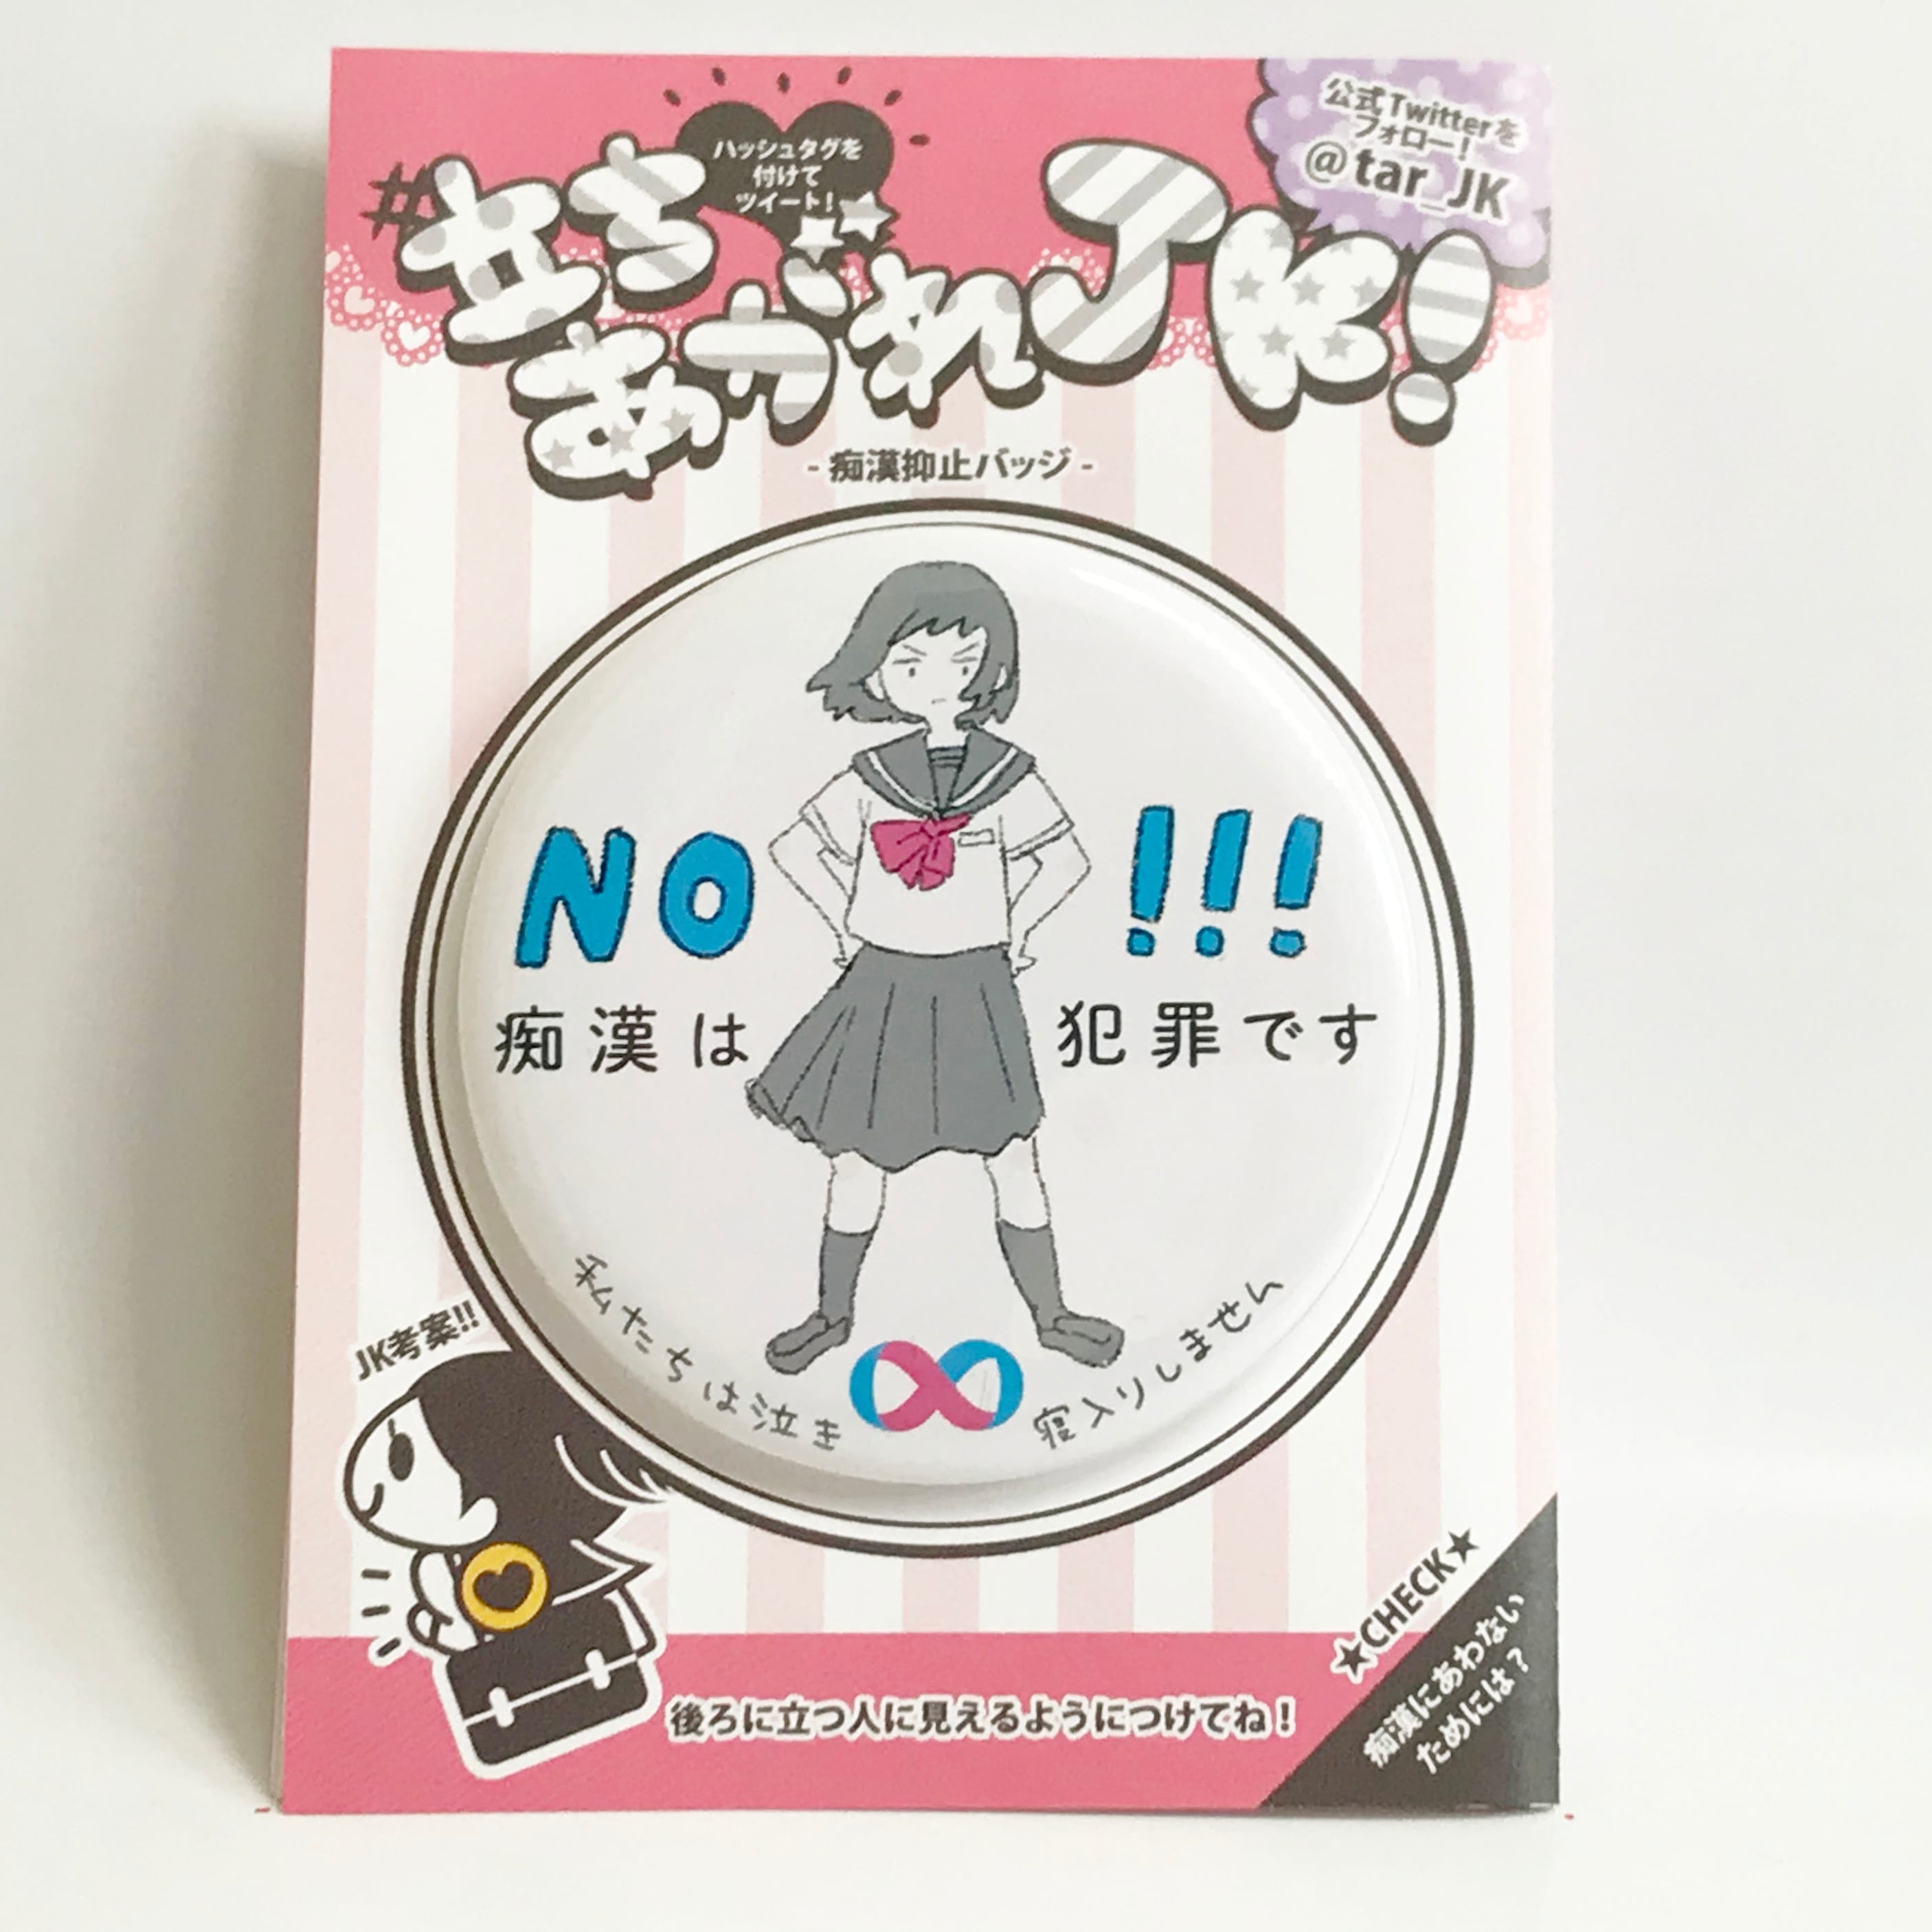 公式Twitterを
フォロー！
@tar_JK
ハッシュタグを
付けて
ツイート！
#立ち
あがれJK！
-痴漢抑止バッジ-
NO!!!
痴漢は犯罪です
私たちは泣き寝入りしません
JK考案!!
後ろに立つ人に見えるようにつけてね！
★CHECK★
痴漢にあわない
ためには？